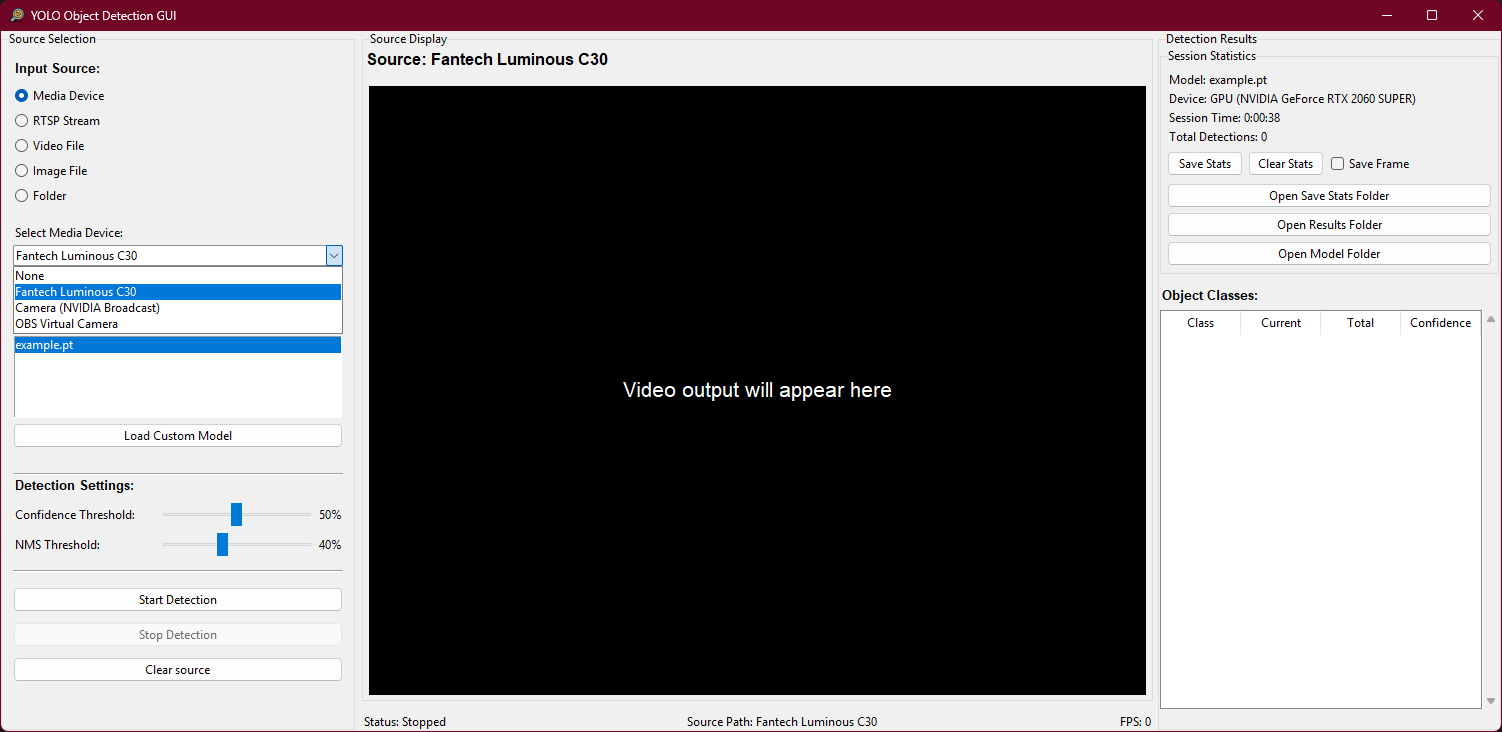 YOLO Object Detection GUI
Source Selection
Input Source:
Media Device
RTSP Stream
Video File
Image File
Folder
Select Media Device:
Fantech Luminous C30
None
Fantech Luminous C30
Camera (NVIDIA Broadcast)
OBS Virtual Camera
example.pt
Load Custom Model
Detection Settings:
Confidence Threshold: 50%
NMS Threshold: 40%
Start Detection
Stop Detection
Clear source
Source Display
Source: Fantech Luminous C30
Video output will appear here
Status: Stopped
Source Path: Fantech Luminous C30
FPS: 0
Detection Results
Session Statistics
Model: example.pt
Device: GPU (NVIDIA GeForce RTX 2060 SUPER)
Session Time: 0:00:38
Total Detections: 0
Save Stats Clear Stats Save Frame
Open Save Stats Folder
Open Results Folder
Open Model Folder
Object Classes:
Class Current Total Confidence